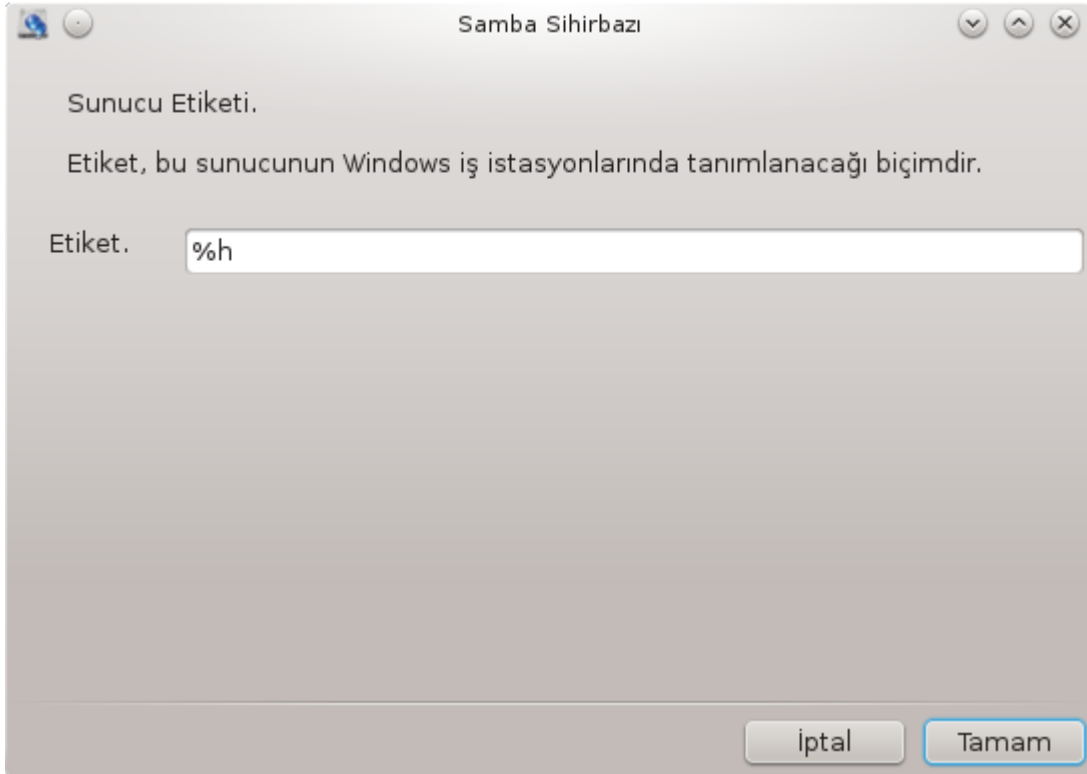 Samba Sihirbazı
Sunucu Etiketi.
Etiket, bu sunucunun Windows iş istasyonlarında tanımlanacağı biçimdir.
Etiket.
%h
İptal
Tamam